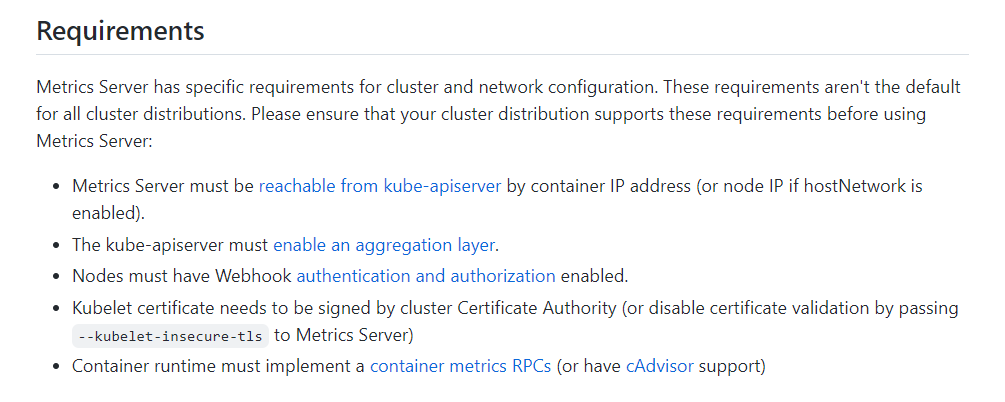 Requirements
Metrics Server has specific requirements for cluster and network configuration. These requirements aren't the default
for all cluster distributions. Please ensure that your cluster distribution supports these requirements before using
Metrics Server:
• Metrics Server must be reachable from kube-apiserver by container IP address (or node IP if hostNetwork is
enabled).
• The kube-apiserver must enable an aggregation layer.
• Nodes must have Webhook authentication and authorization enabled.
• Kubelet certificate needs to be signed by cluster Certificate Authority (or disable certificate validation by passing
--kubelet-insecure-tls to Metrics Server)
• Container runtime must implement a container metrics RPCs (or have cAdvisor support)